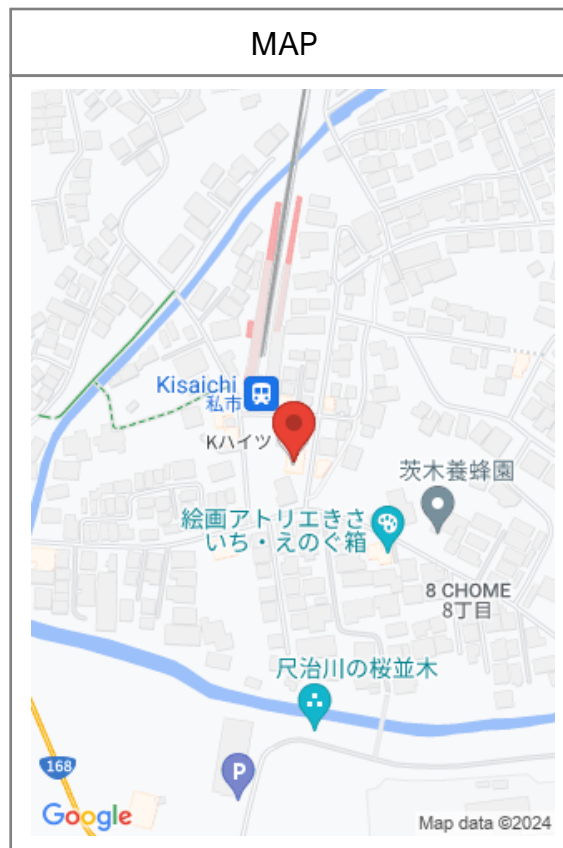 MAP
Kisaichi
私市
Kハイツ
茨木養蜂園
絵画アトリエきさ
いち・えのぐ箱
8 CHOME
8丁目
尺治川の桜並木
P
168
Google
Map data ©2024